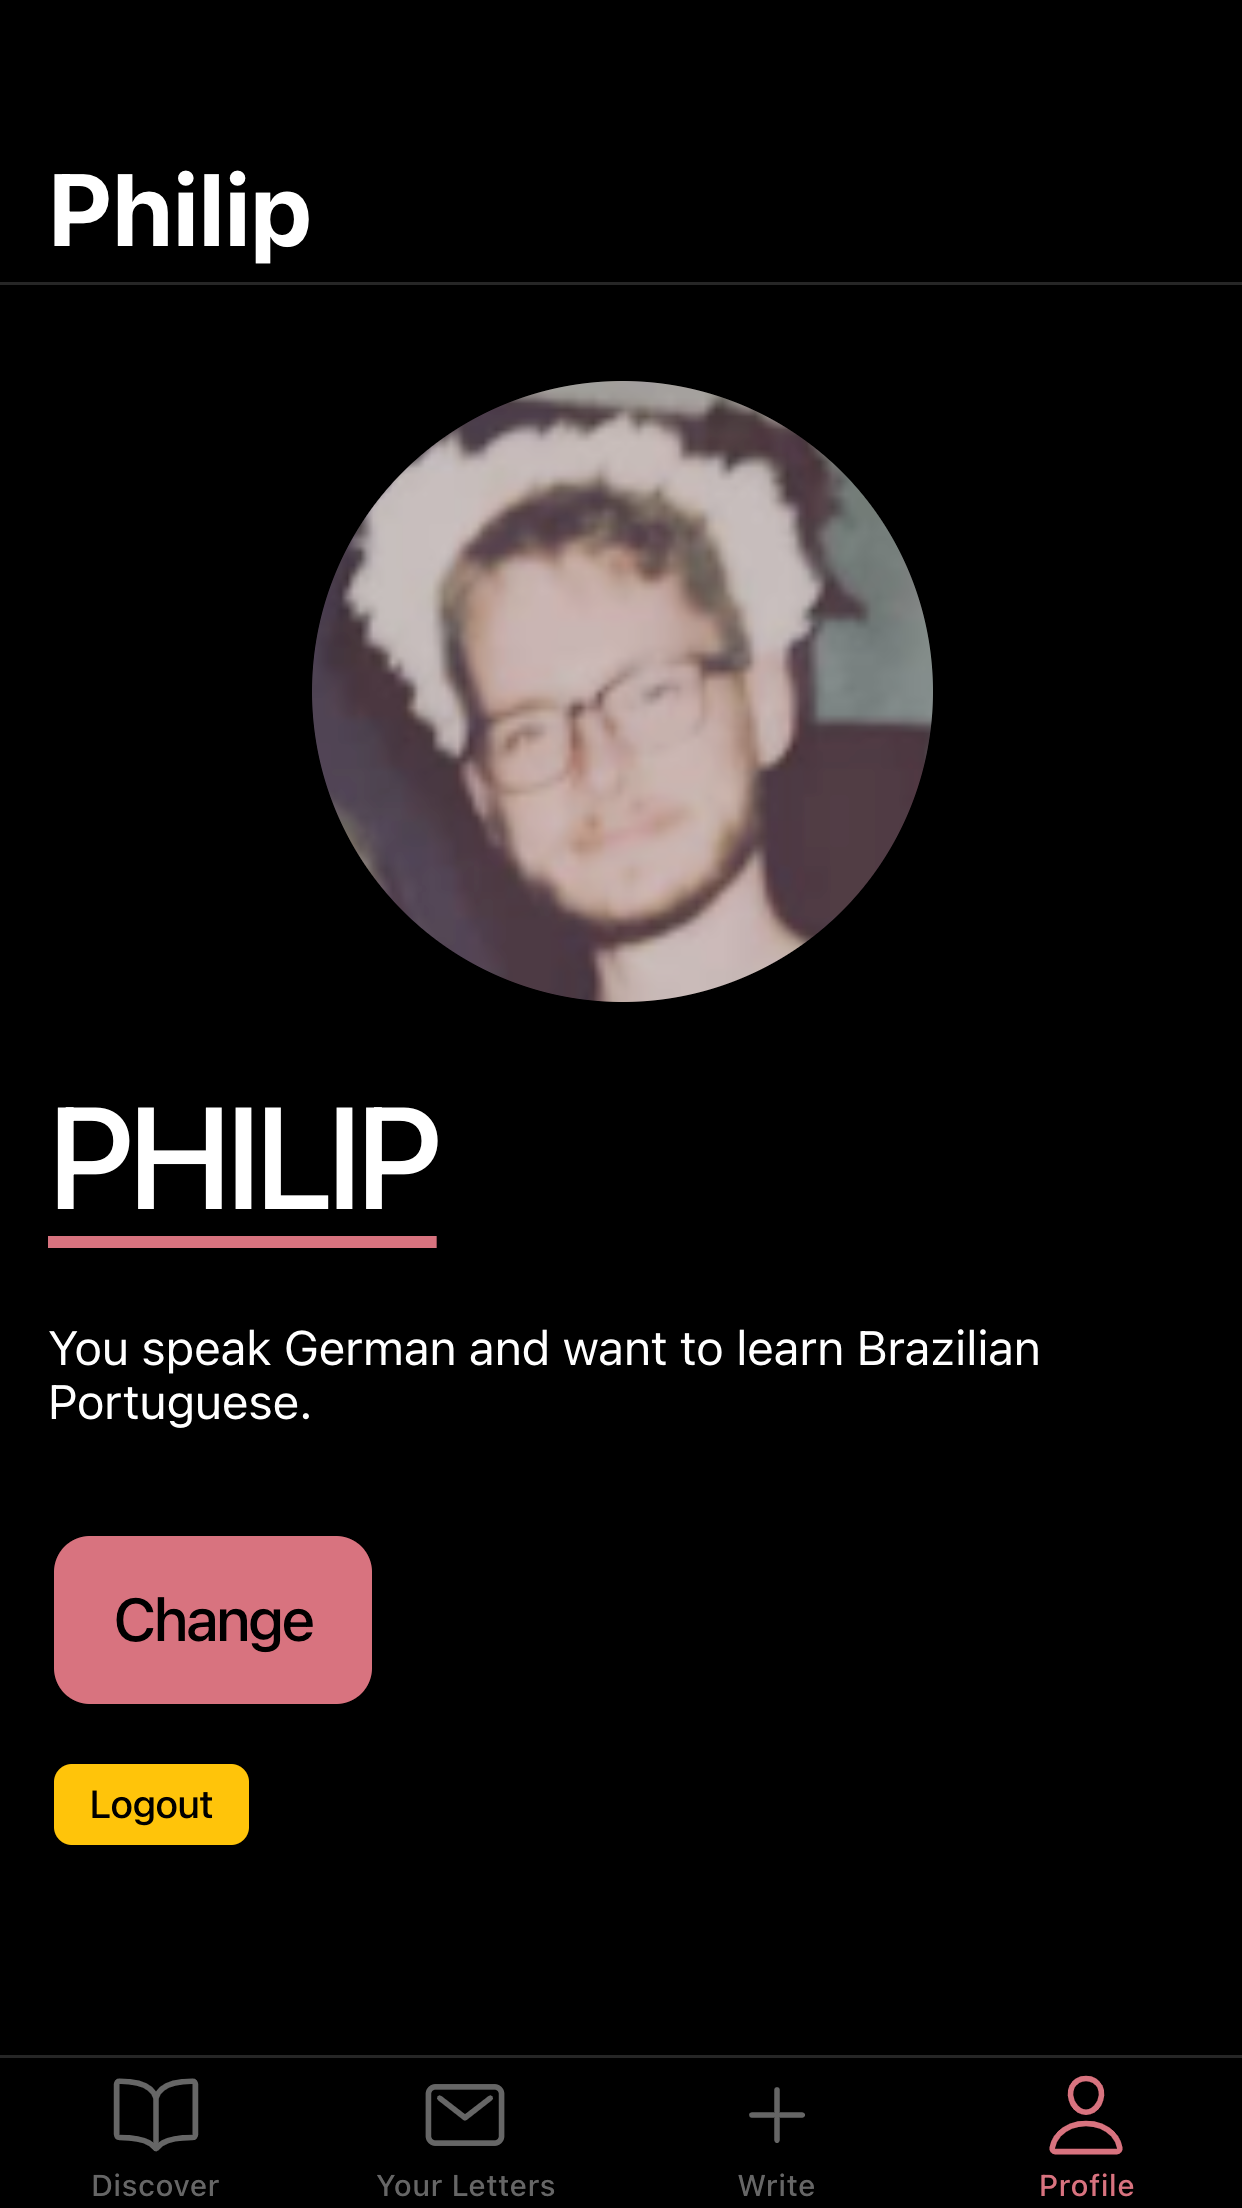 Philip
PHILIP
You speak German and want to learn Brazilian
Portuguese.
Change
Logout
Discover
Your Letters
Write
Profile